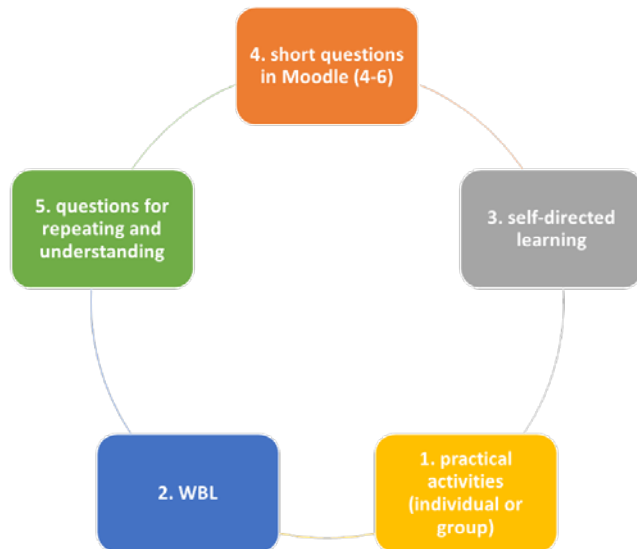 4. short questions
in Moodle (4-6)
5. questions for
repeating and
understanding
3. self-directed
learning
2. WBL
1. practical
activities
(individual or
group)